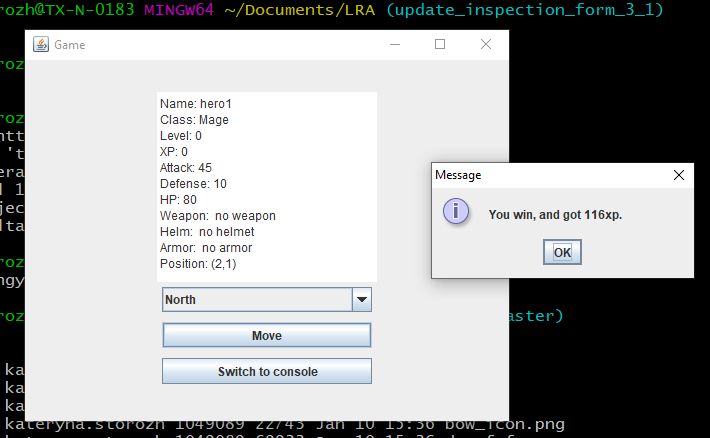 rozh@TX-N-0183 MINGW64 ~/Documents/LRA (update_inspection_form_3_1)
Game
Name: hero1
Class: Mage
Level: 0
XP: 0
Attack: 45
Defense: 10
HP: 80
Weapon: no weapon
Helm: no helmet
Armor: no armor
Position: (2,1)
North
Move
Switch to console
Message
You win, and got 116xp.
OK
aster)
kateryna.storozh 1049089 22743 Jan 10 15:36 bow_icon.png